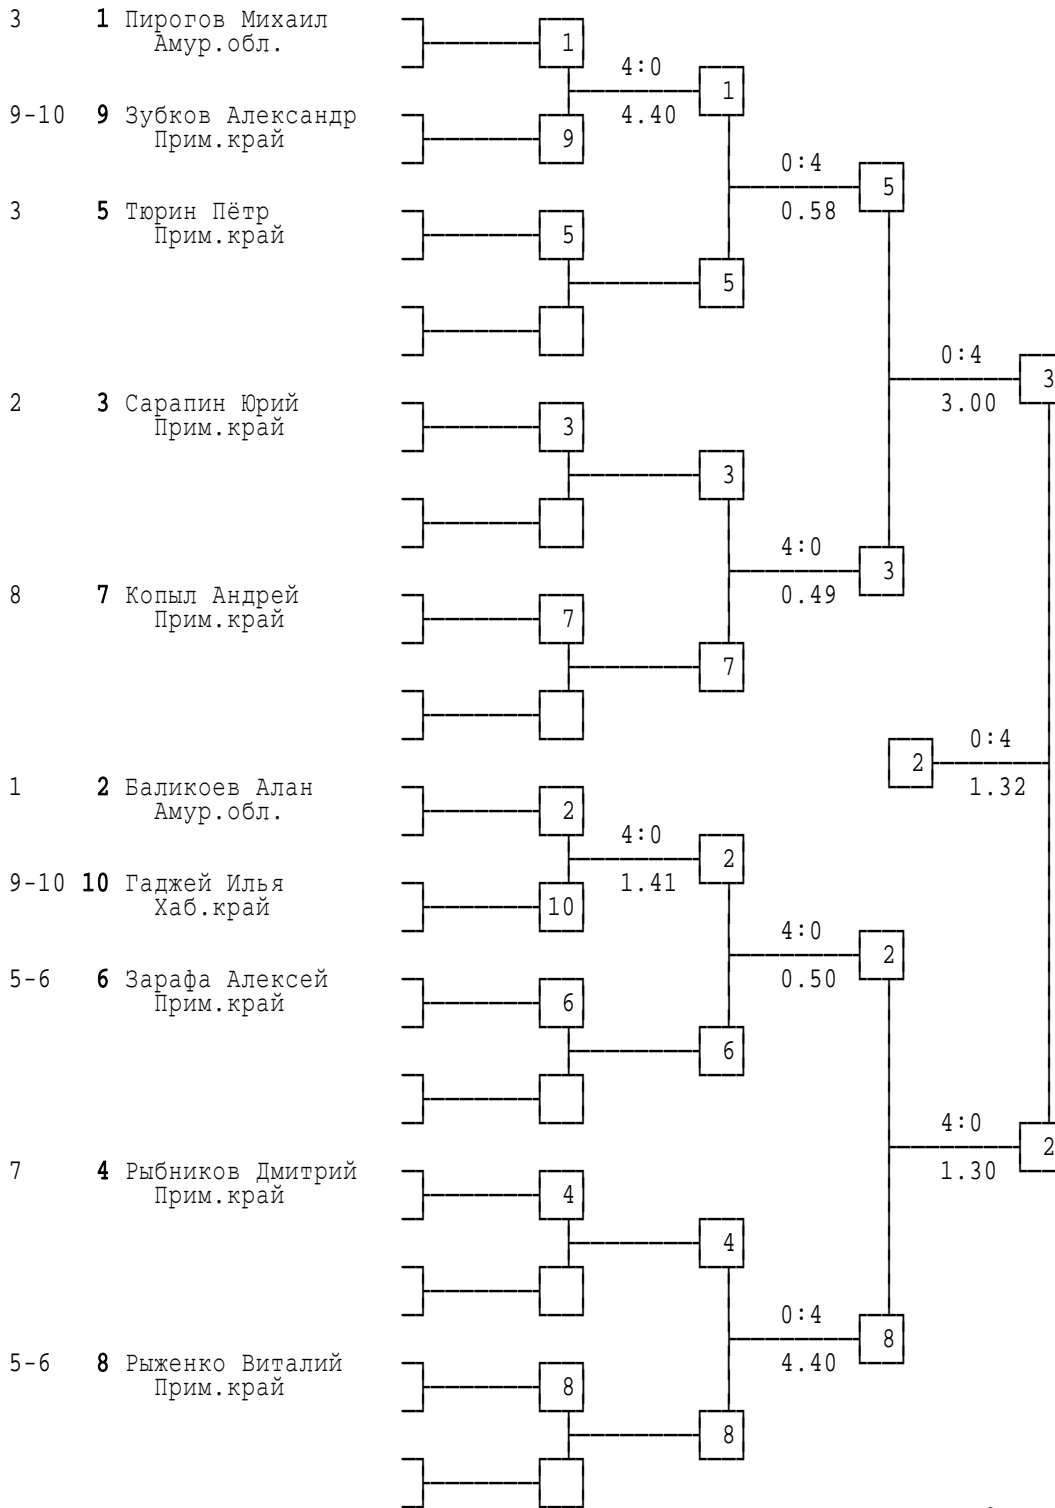 3 1 Пирогов Михаил
Амур.обл.
1
4:0
1
9-10 9 Зубков Александр
4.40
Прим.край
9
0:4
5
3 5 Тюрин Пётр
0.58
Прим.край
5
5
0:4
3
2 3 Сарапин Юрий
3.00
Прим.край
3
3
4:0
3
8 7 Копыл Андрей
0.49
Прим.край
7
7
0:4
2
1 2 Баликоев Алан
1.32
Амур.обл.
2
4:0
2
9-10 10 Гаджей Илья
1.41
Хаб.край
10
4:0
2
5-6 6 Зарафа Алексей
0.50
Прим.край
6
6
4:0
2
7 4 Рыбников Дмитрий
1.30
Прим.край
4
4
0:4
8
5-6 8 Рыженко Виталий
4.40
Прим.край
8
8